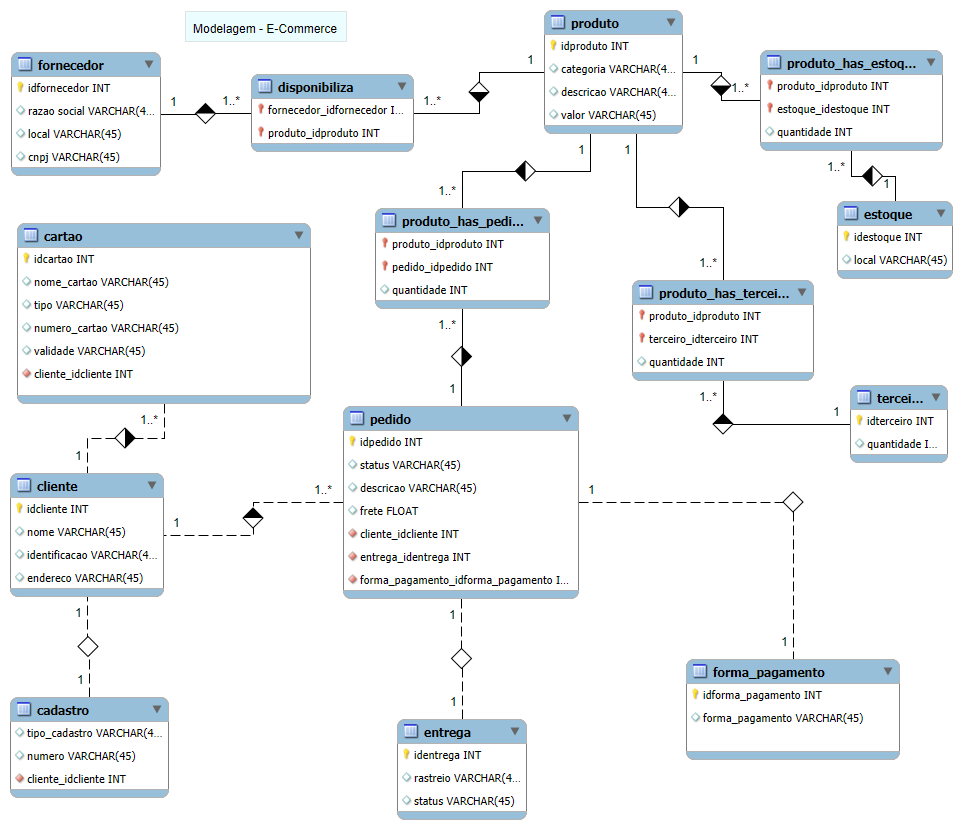 Modelagem - E-Commerce
fornecedor
idfornecedor INT
razao social VARCHAR(4...
local VARCHAR(45)
cnpj VARCHAR(45)
1
1..*
disponibiliza
fornecedor_idfornecedor I...
produto_idproduto INT
1..*
1
produto
idproduto INT
categoria VARCHAR(4...
descricao VARCHAR(4...
valor VARCHAR(45)
1
1..*
produto_has_estoq...
produto_idproduto INT
estoque_idestoque INT
quantidade INT
1..*
1
estoque
idestoque INT
local VARCHAR(45)
1
1..*
produto_has_pedi...
produto_idproduto INT
pedido_idpedido INT
quantidade INT
1..*
1
1
1..*
produto_has_tercei...
produto_idproduto INT
terceiro_idterceiro INT
quantidade INT
1..*
1
tercei...
idterceiro INT
quantidade I...
cartao
idcartao INT
nome_cartao VARCHAR(45)
tipo VARCHAR(45)
numero_cartao VARCHAR(45)
validade VARCHAR(45)
cliente_idcliente INT
1..*
1
cliente
idcliente INT
nome VARCHAR(45)
identificacao VARCHAR(4...
endereco VARCHAR(45)
1
1..*
pedido
idpedido INT
status VARCHAR(45)
descricao VARCHAR(45)
frete FLOAT
cliente_idcliente INT
entrega_identrega INT
forma_pagamento_idforma_pagamento I...
1
1
1
1
cadastro
tipo_cadastro VARCHAR(4...
numero VARCHAR(45)
cliente_idcliente INT
1
1
entrega
identrega INT
rastreio VARCHAR(4...
status VARCHAR(45)
forma_pagamento
idforma_pagamento INT
forma_pagamento VARCHAR(45)